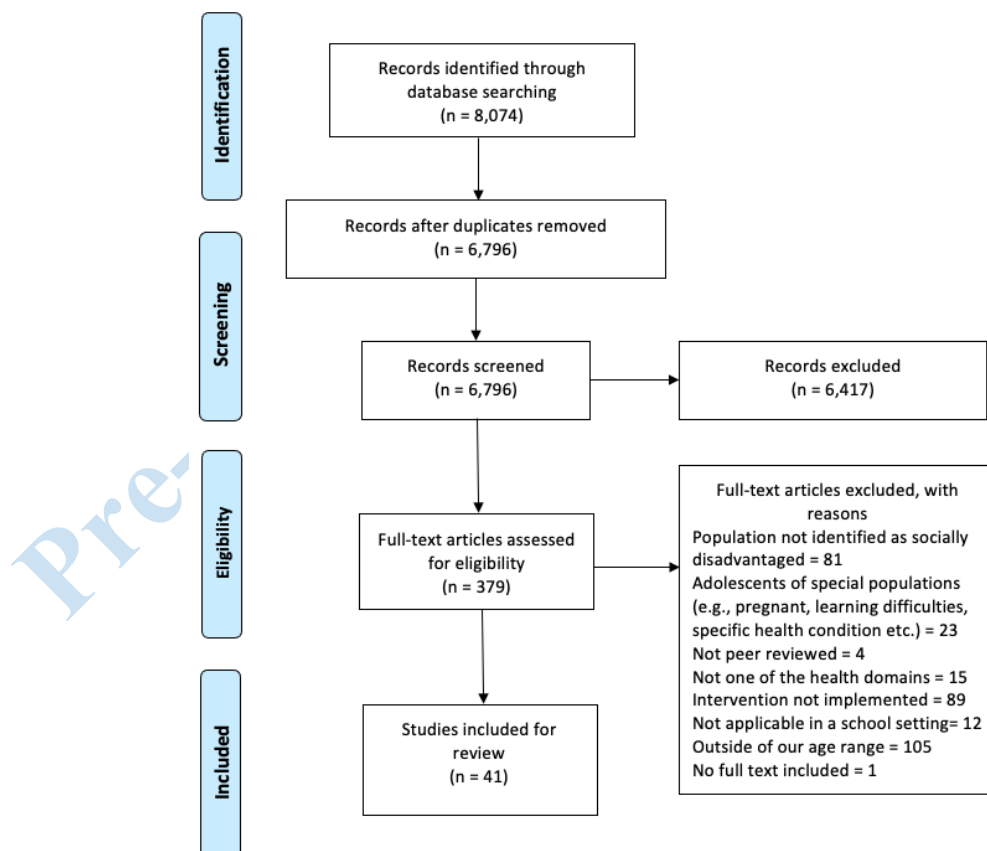 Identification
Records identified through
database searching
(n = 8,074)
Records after duplicates removed
(n = 6,796)
Screening
Records screened
(n = 6,796)
Records excluded
(n = 6,417)
Pre-
Eligibility
Full-text articles assessed
for eligibility
(n = 379)
Full-text articles excluded, with
reasons
Population not identified as socially
disadvantaged = 81
Adolescents of special populations
(e.g., pregnant, learning difficulties,
specific health condition etc.) = 23
Not peer reviewed = 4
Not one of the health domains = 15
Intervention not implemented = 89
Not applicable in a school setting= 12
Outside of our age range = 105
No full text included = 1
Included
Studies included for
review
(n = 41)